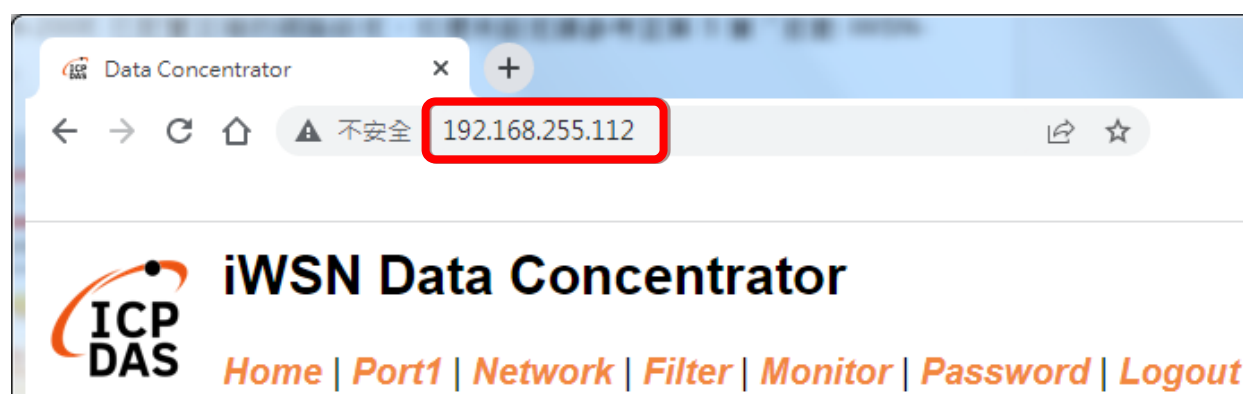 Data Concentrator
不安全 192.168.255.112
ICP DAS
iWSN Data Concentrator
Home | Port1 | Network | Filter | Monitor | Password | Logout